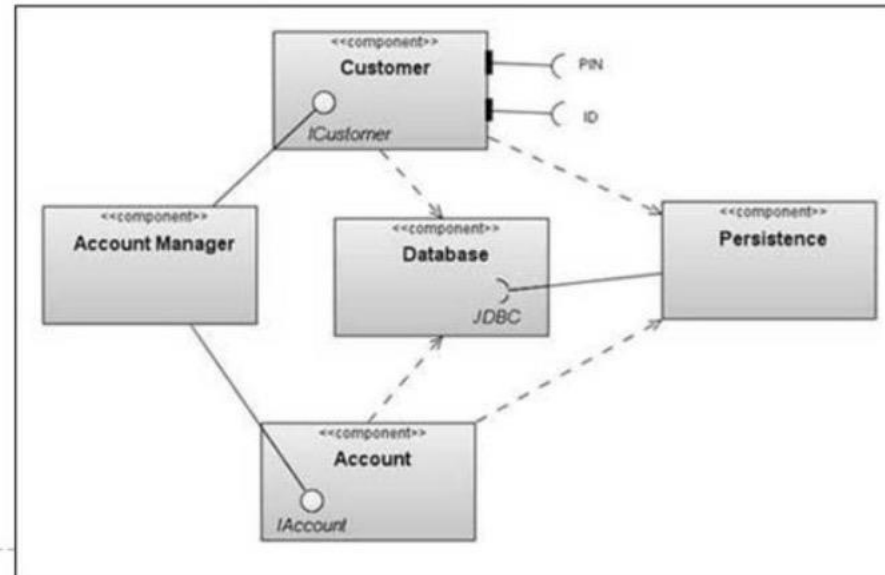 <<component>>
Customer
ICustomer
PIN
ID
<<component>>
Account Manager
<<component>>
Database
JDBC
<<component>>
Persistence
<<component>>
Account
IAccount